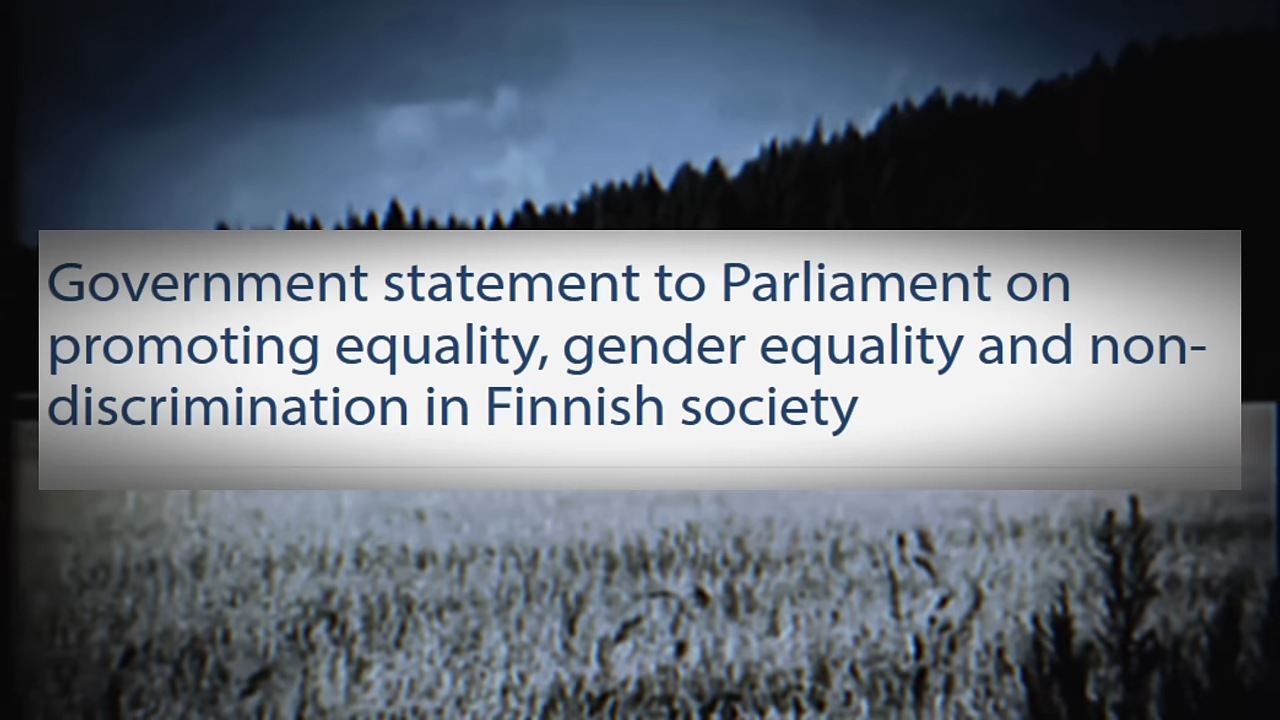 Government statement to Parliament on
promoting equality, gender equality and non-
discrimination in Finnish society